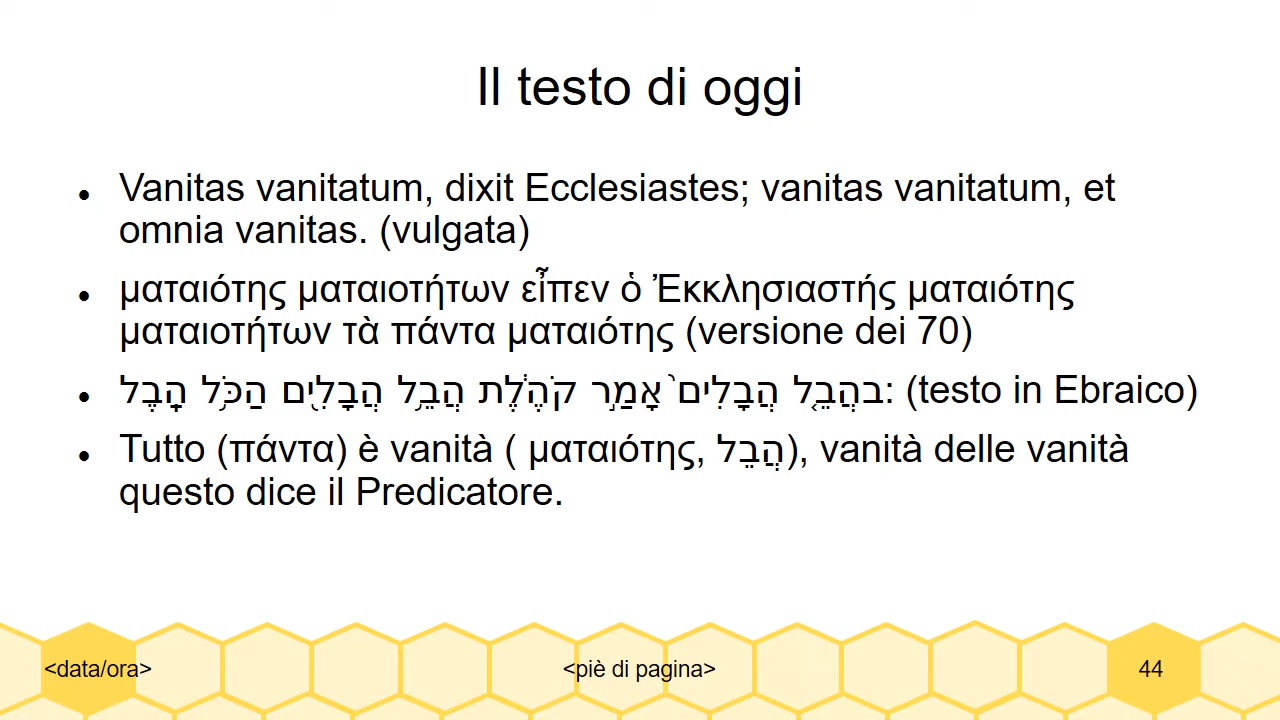 Il testo di oggi
● Vanitas vanitatum, dixit Ecclesiastes; vanitas vanitatum, et
omnia vanitas. (vulgata)
● ματαιότης ματαιοτήτων εἶἶπεν ὁ Ἐκκλησιαστής ματαιότης
ματαιοτήτων τὰ πάντα ματαιότης (versione dei 70)
● בהֲבֵ֤ל הֲבָלִים֙ אָמַ֣ר קֹהֶ֔לֶת הֲבֵ֥ל הֲבָלִ֖ים הַכֹּ֥ל הָֽבֶל: (testo in Ebraico)
● Tutto (πάντα) è vanità ( ματαιότης, הֲבֵל), vanità delle vanità
questo dice il Predicatore.
<data/ora> <piè di pagina> 44